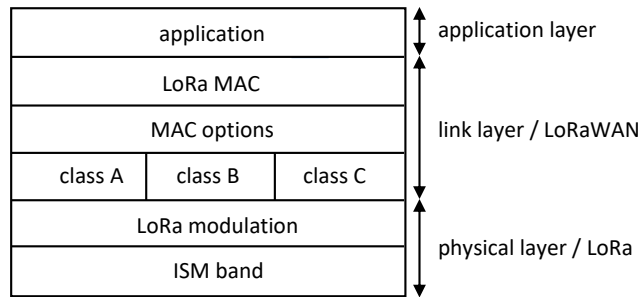 application
application layer
LoRa MAC
MAC options
link layer / LoRaWAN
class A class B class C
LoRa modulation
physical layer / LoRa
ISM band